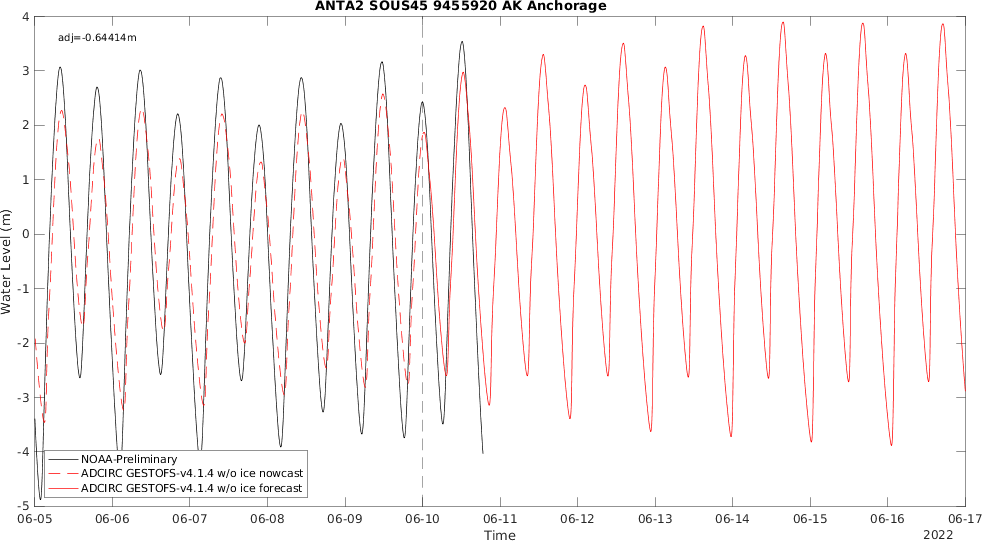 ANTA2 SOUS45 9455920 AK Anchorage
adj=-0.64414m
4
3
2
1
0
-1
-2
-3
-4
-5
Water Level (m)
NOAA-Preliminary
ADCIRC GESTOFS-v4.1.4 w/o ice nowcast
ADCIRC GESTOFS-v4.1.4 w/o ice forecast
06-05 06-06 06-07 06-08 06-09 06-10 06-11 06-12 06-13 06-14 06-15 06-16 06-17
Time
2022